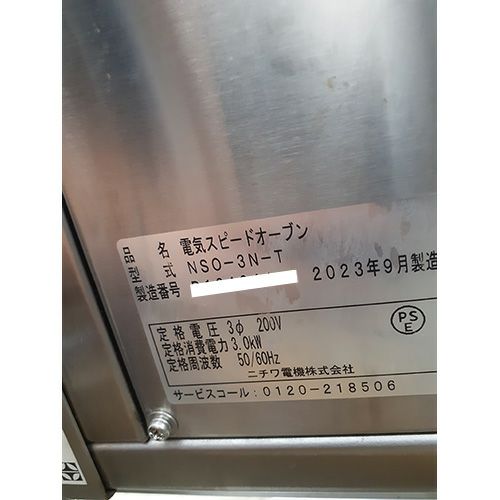 品名 電気スピードオーブン
型式 NSO-3N-T
製造番号 2023年9月製造
定格電圧 3φ 200V
定格消費電力 3.0kW
定格周波数 50/60Hz
PS
E
ニチワ電機株式会社
サービスコール：0120-218506